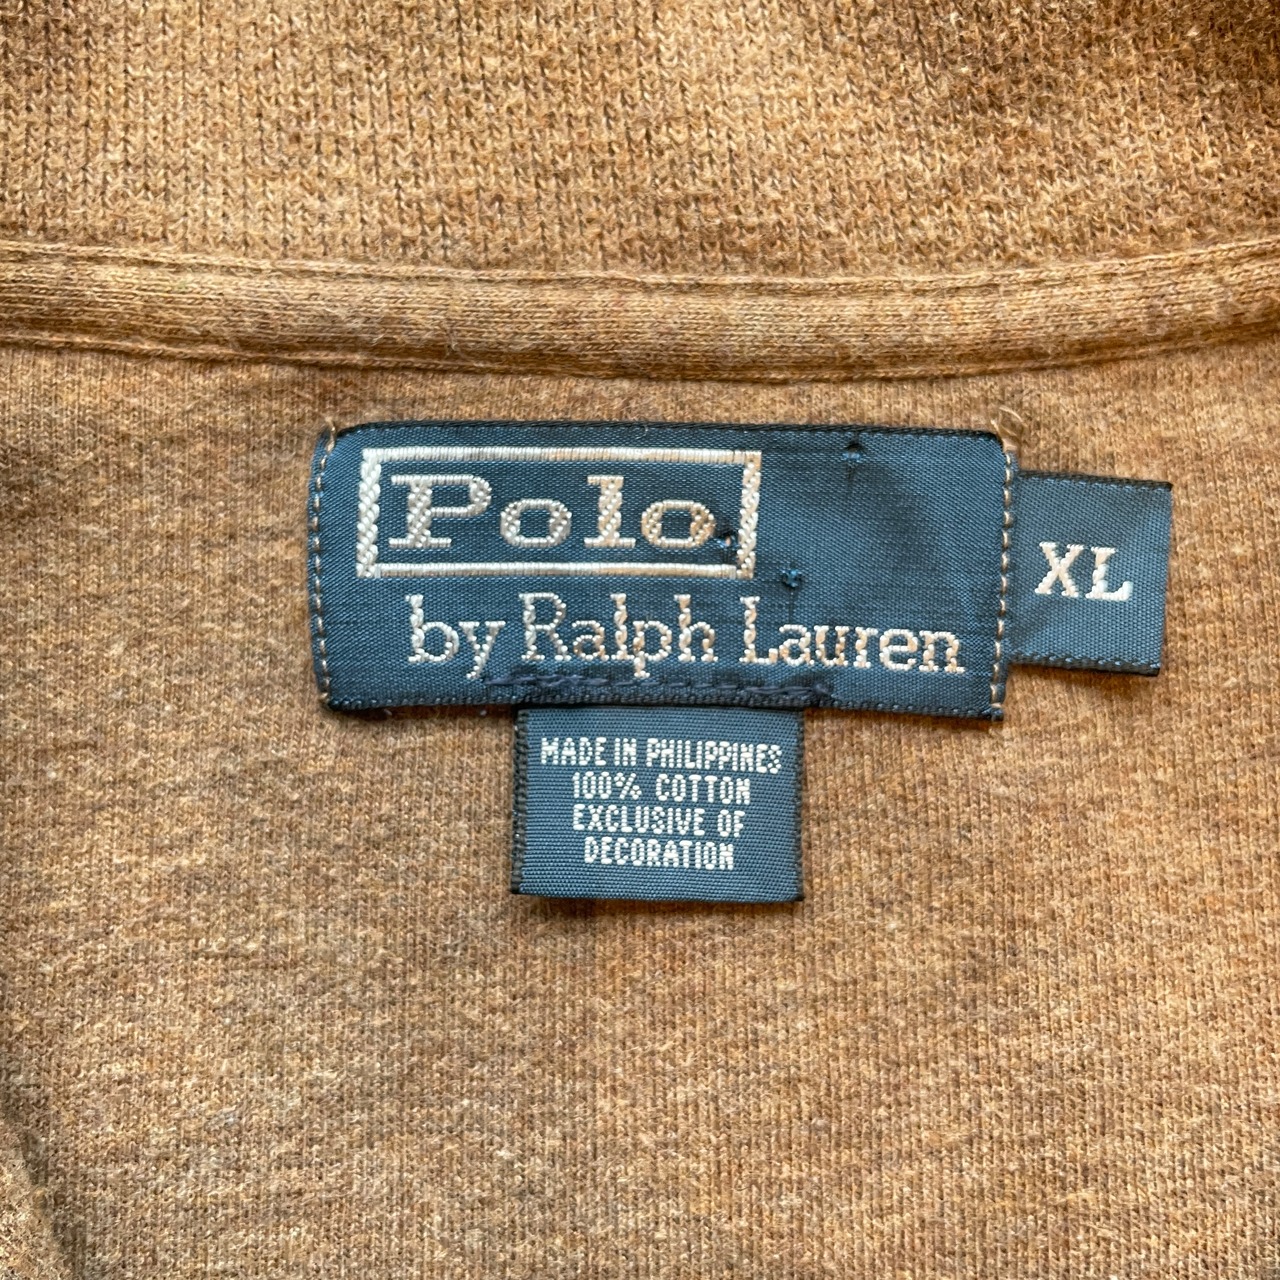 Polo
by Ralph Lauren
XL
MADE IN PHILIPPINES
100% COTTON
EXCLUSIVE OF
DECORATION